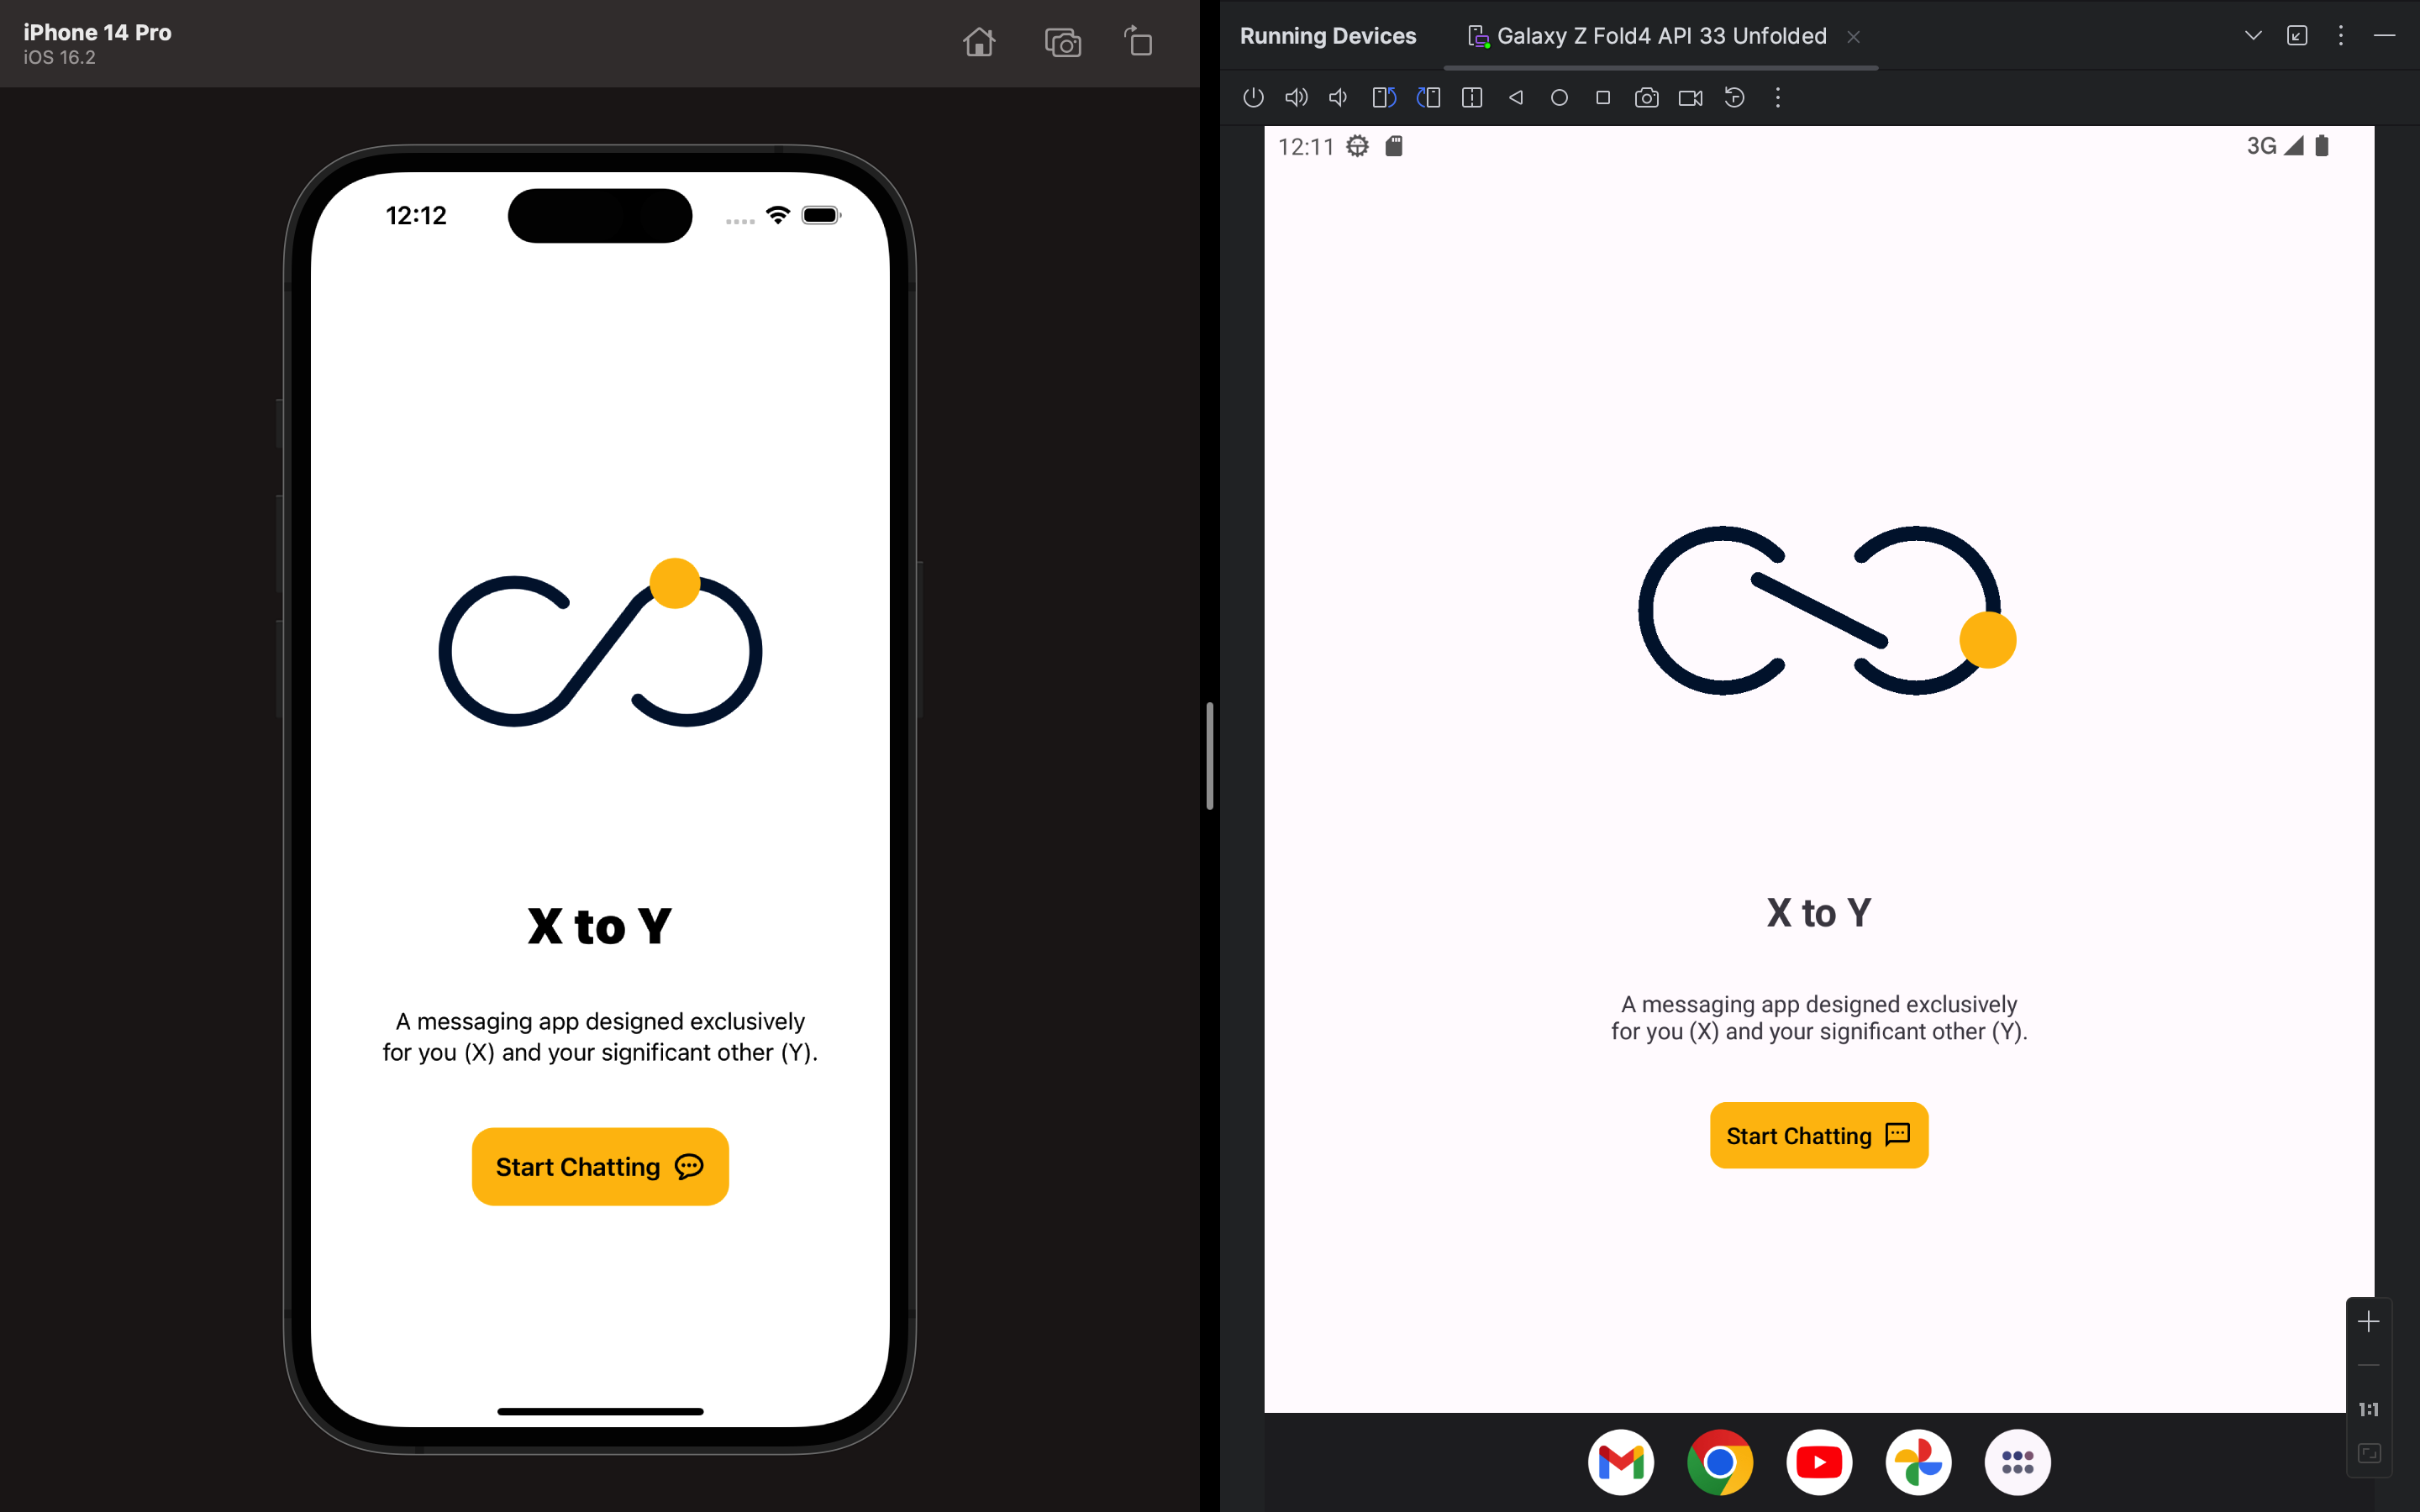 iPhone 14 Pro
iOS 16.2
12:12
X to Y
A messaging app designed exclusively
for you (X) and your significant other (Y).
Start Chatting
Running Devices
Galaxy Z Fold4 API 33 Unfolded
12:11
3G
X to Y
A messaging app designed exclusively
for you (X) and your significant other (Y).
Start Chatting
1:1